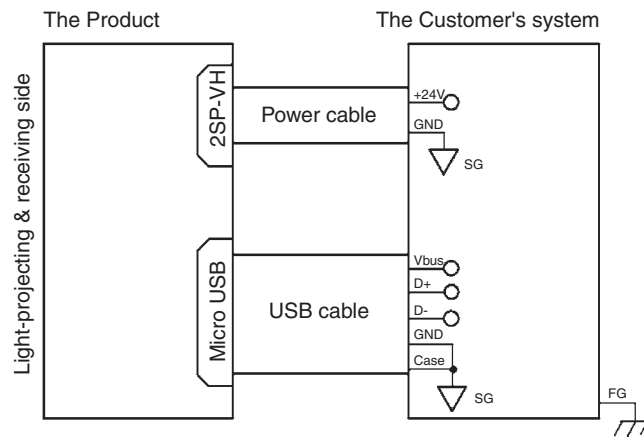 The Product
The Customer's system
Light-projecting & receiving side
2SP-VH
Power cable
+24V
GND
SG
Micro USB
USB cable
Vbus
D+
D-
GND
Case
SG
FG